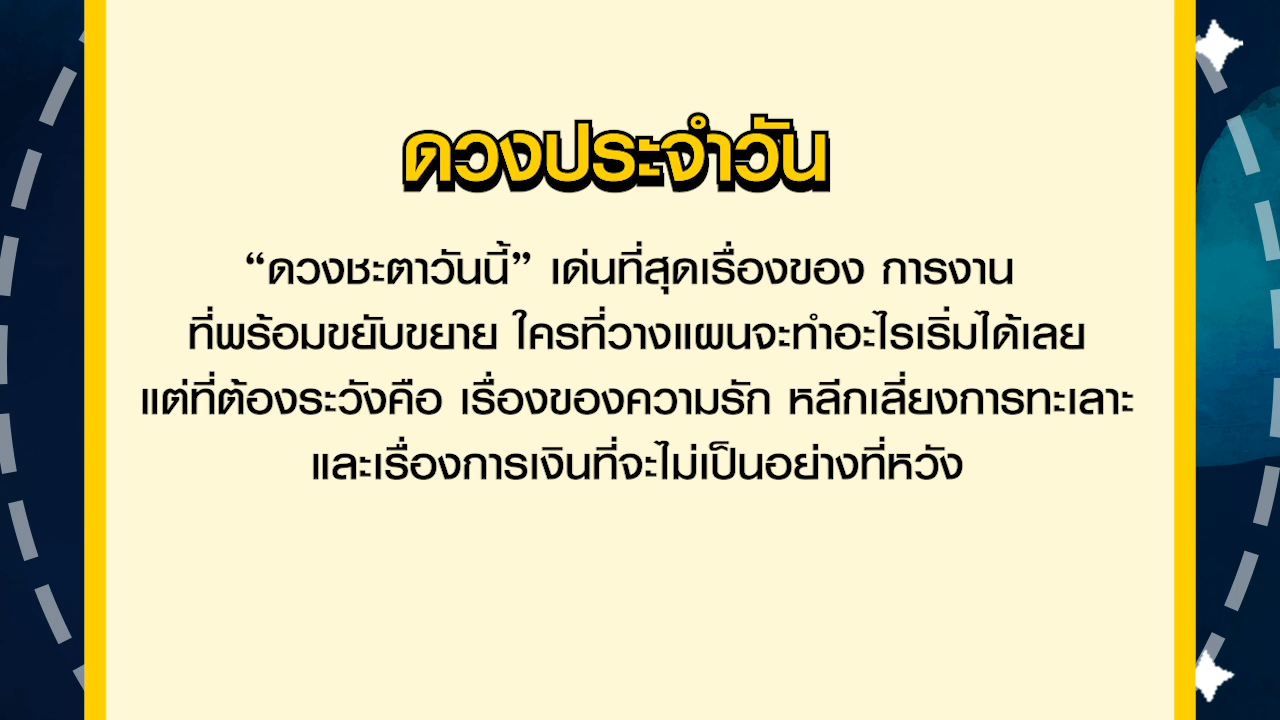 ดวงประจำวัน
“ดวงชะตาวันนี้” เด่นที่สุดเรื่องของ การงาน
ที่พร้อมขยับขยาย ใครที่วางแผนจะทำอะไรเริ่มได้เลย
แต่ที่ต้องระวังคือ เรื่องของความรัก หลีกเลี่ยงการทะเลาะ
และเรื่องการเงินที่จะไม่เป็นอย่างที่หวัง